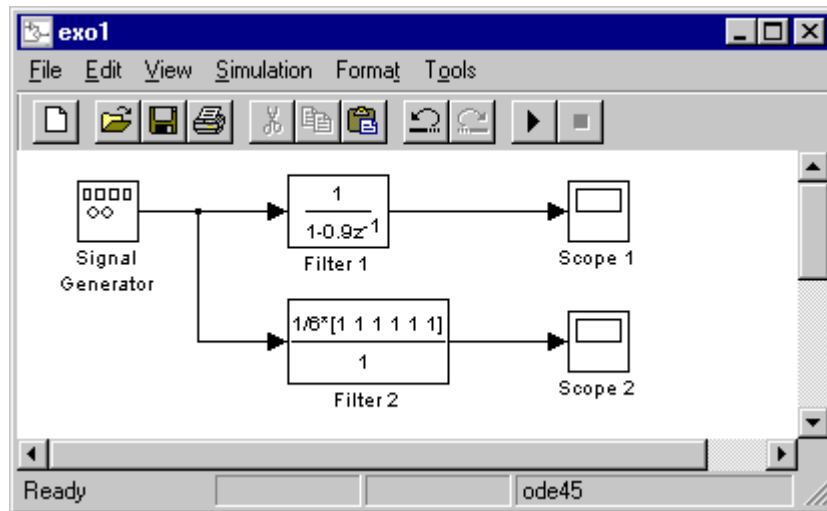 exo1
File Edit View Simulation Format Tools
1
1-0.9z-1
Filter 1
Signal
Generator
Scope 1
1/6*[1 1 1 1 1 1]
1
Filter 2
Scope 2
Ready
ode45